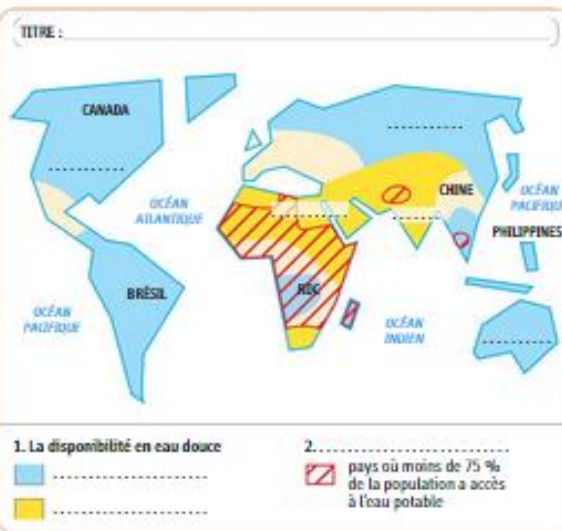 TITRE :
CANADA
OCÉAN
ATLANTIQUE
CHINE
OCÉAN
PACIFIQUE
PHILIPPINES
BRÉSIL
RDC
OCÉAN
PACIFIQUE
OCÉAN
INDIEN
1. La disponibilité en eau douce
2.
pays où moins de 75 %
de la population a accès
à l'eau potable